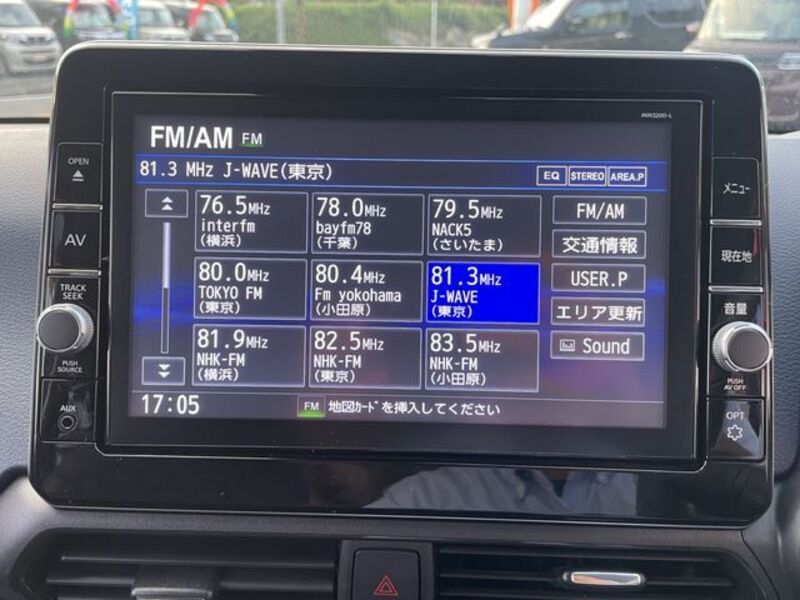 MM320D-L
FM/AM FM
81.3 MHz J-WAVE(東京)
EQ STEREO AREA.P
76.5MHz
interfm
(横浜)
78.0MHz
bayfm78
(千葉)
79.5MHz
NACK5
(さいたま)
FM/AM
80.0MHz
TOKYO FM
(東京)
80.4MHz
Fm yokohama
(小田原)
81.3MHz
J-WAVE
(東京)
交通情報
USER.P
81.9MHz
NHK-FM
(横浜)
82.5MHz
NHK-FM
(東京)
83.5MHz
NHK-FM
(小田原)
エリア更新
Sound
17:05
FM 地図ｶｰﾄﾞを挿入してください
OPEN
AV
TRACK
SEEK
PUSH
SOURCE
AUX
メニュー
現在地
音量
PUSH
AV OFF
OPT